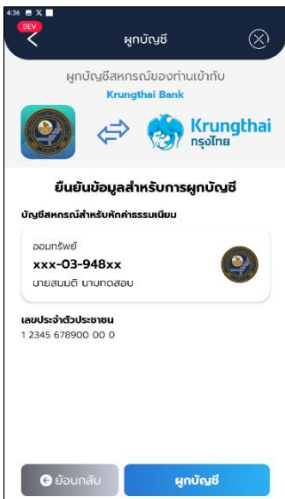 4:36
DEV
ผูกบัญชี
ผูกบัญชีสหกรณ์ของท่านเข้ากับ
Krungthai Bank
Krungthai
กรุงไทย
ยืนยันข้อมูลสำหรับการผูกบัญชี
บัญชีสหกรณ์สำหรับหักค่าธรรมเนียม
ออมทรัพย์
xxx-03-948xx
นายสมมติ นามทดสอบ
เลขประจำตัวประชาชน
1 2345 678900 00 0
ย้อนกลับ
ผูกบัญชี